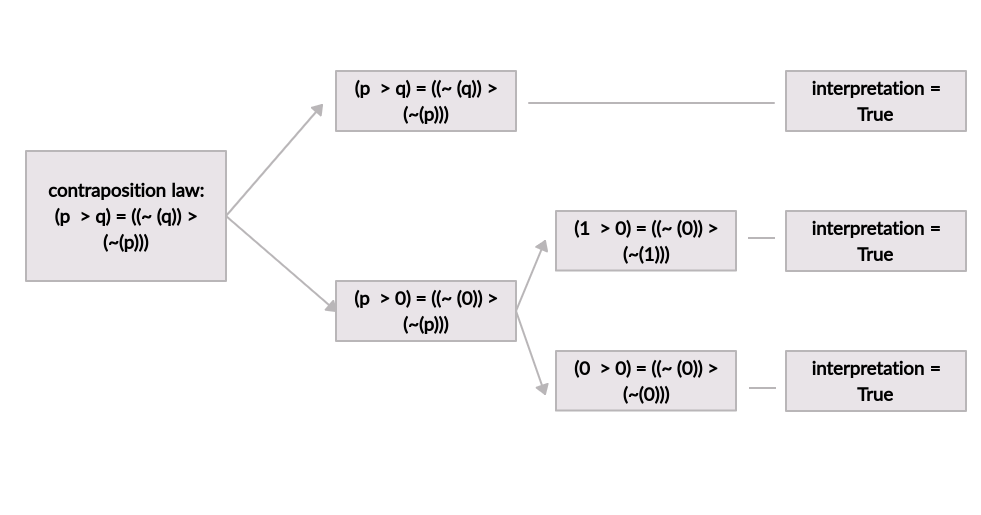 contraposition law:
(p  > q) = ((~ (q)) >
(~(p)))
(p  > q) = ((~ (q)) >
(~(p)))
interpretation =
True
(p  > 0) = ((~ (0)) >
(~(p)))
(1  > 0) = ((~ (0)) >
(~(1)))
interpretation =
True
(0  > 0) = ((~ (0)) >
(~(0)))
interpretation =
True